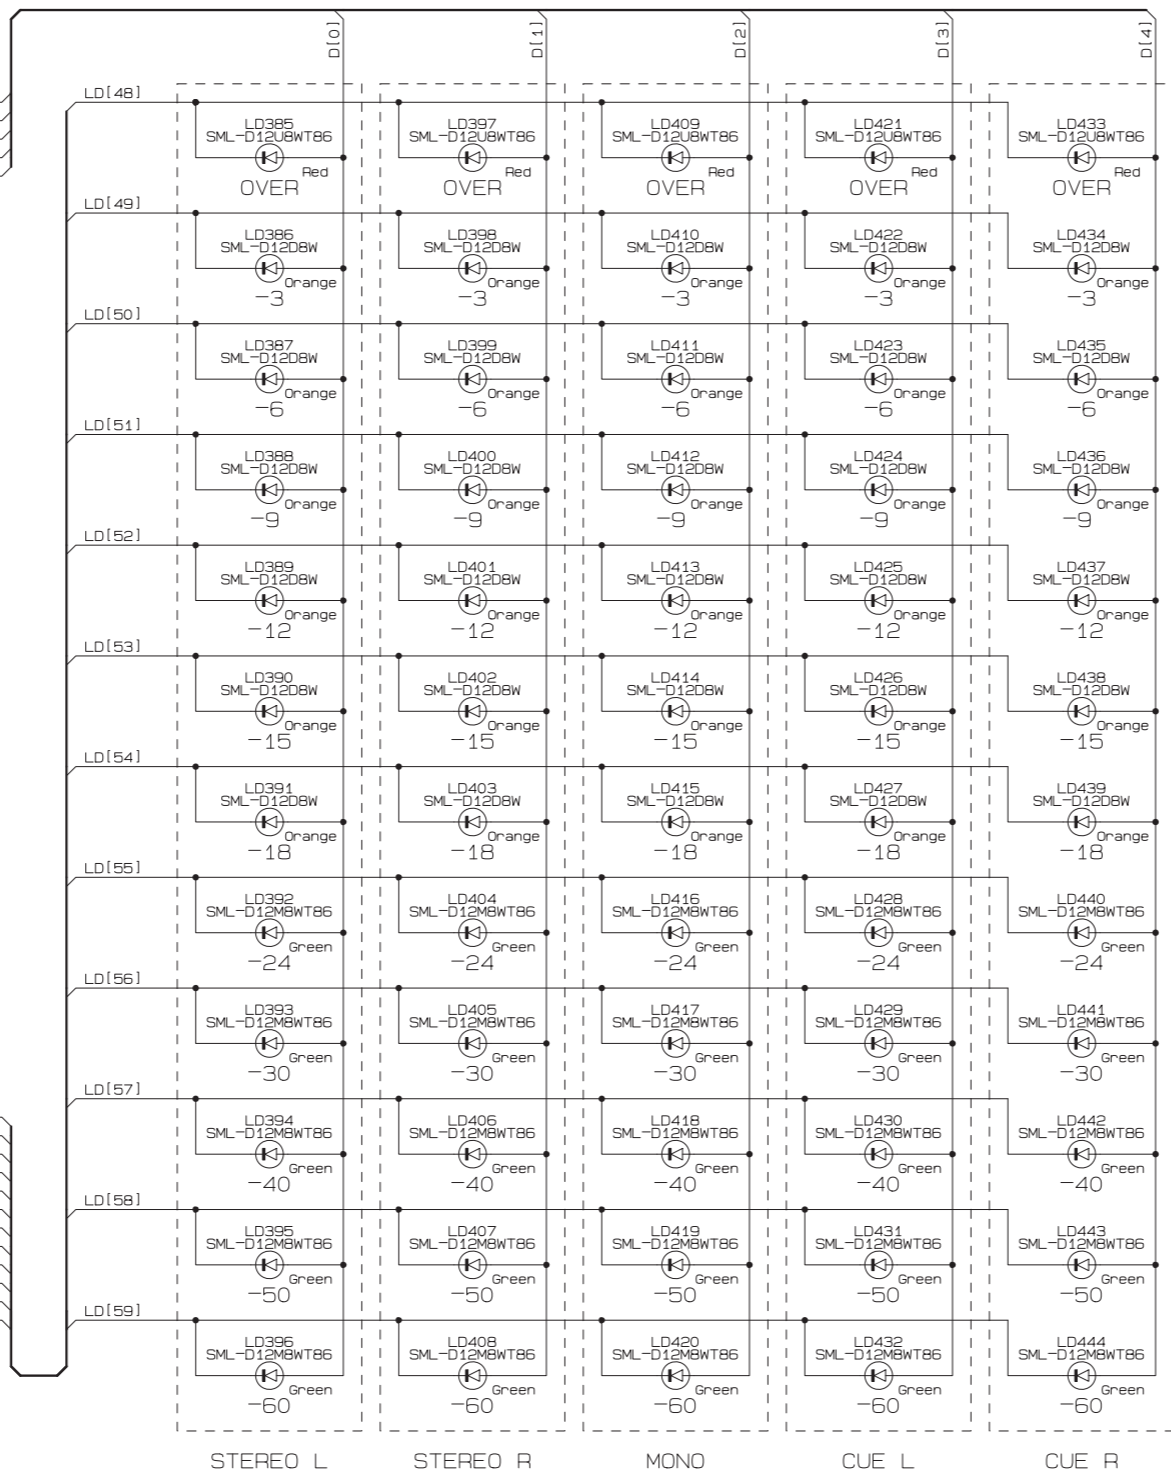 D[0] D[1] D[2] D[3] D[4]
LD[48]
LD385 LD397 LD409 LD421 LD433
SML-D12U8WT86 SML-D12U8WT86 SML-D12U8WT86 SML-D12U8WT86 SML-D12U8WT86
Red Red Red Red Red
OVER OVER OVER OVER OVER
LD[49]
LD386 LD398 LD410 LD422 LD434
SML-D12D8W SML-D12D8W SML-D12D8W SML-D12D8W SML-D12D8W
Orange Orange Orange Orange Orange
-3 -3 -3 -3 -3
LD[50]
LD387 LD399 LD411 LD423 LD435
SML-D12D8W SML-D12D8W SML-D12D8W SML-D12D8W SML-D12D8W
Orange Orange Orange Orange Orange
-6 -6 -6 -6 -6
LD[51]
LD388 LD400 LD412 LD424 LD436
SML-D12D8W SML-D12D8W SML-D12D8W SML-D12D8W SML-D12D8W
Orange Orange Orange Orange Orange
-9 -9 -9 -9 -9
LD[52]
LD389 LD401 LD413 LD425 LD437
SML-D12D8W SML-D12D8W SML-D12D8W SML-D12D8W SML-D12D8W
Orange Orange Orange Orange Orange
-12 -12 -12 -12 -12
LD[53]
LD390 LD402 LD414 LD426 LD438
SML-D12D8W SML-D12D8W SML-D12D8W SML-D12D8W SML-D12D8W
Orange Orange Orange Orange Orange
-15 -15 -15 -15 -15
LD[54]
LD391 LD403 LD415 LD427 LD439
SML-D12D8W SML-D12D8W SML-D12D8W SML-D12D8W SML-D12D8W
Orange Orange Orange Orange Orange
-18 -18 -18 -18 -18
LD[55]
LD392 LD404 LD416 LD428 LD440
SML-D12M8WT86 SML-D12M8WT86 SML-D12M8WT86 SML-D12M8WT86 SML-D12M8WT86
Green Green Green Green Green
-24 -24 -24 -24 -24
LD[56]
LD393 LD405 LD417 LD429 LD441
SML-D12M8WT86 SML-D12M8WT86 SML-D12M8WT86 SML-D12M8WT86 SML-D12M8WT86
Green Green Green Green Green
-30 -30 -30 -30 -30
LD[57]
LD394 LD406 LD418 LD430 LD442
SML-D12M8WT86 SML-D12M8WT86 SML-D12M8WT86 SML-D12M8WT86 SML-D12M8WT86
Green Green Green Green Green
-40 -40 -40 -40 -40
LD[58]
LD395 LD407 LD419 LD431 LD443
SML-D12M8WT86 SML-D12M8WT86 SML-D12M8WT86 SML-D12M8WT86 SML-D12M8WT86
Green Green Green Green Green
-50 -50 -50 -50 -50
LD[59]
LD396 LD408 LD420 LD432 LD444
SML-D12M8WT86 SML-D12M8WT86 SML-D12M8WT86 SML-D12M8WT86 SML-D12M8WT86
Green Green Green Green Green
-60 -60 -60 -60 -60
STEREO L STEREO R MONO CUE L CUE R